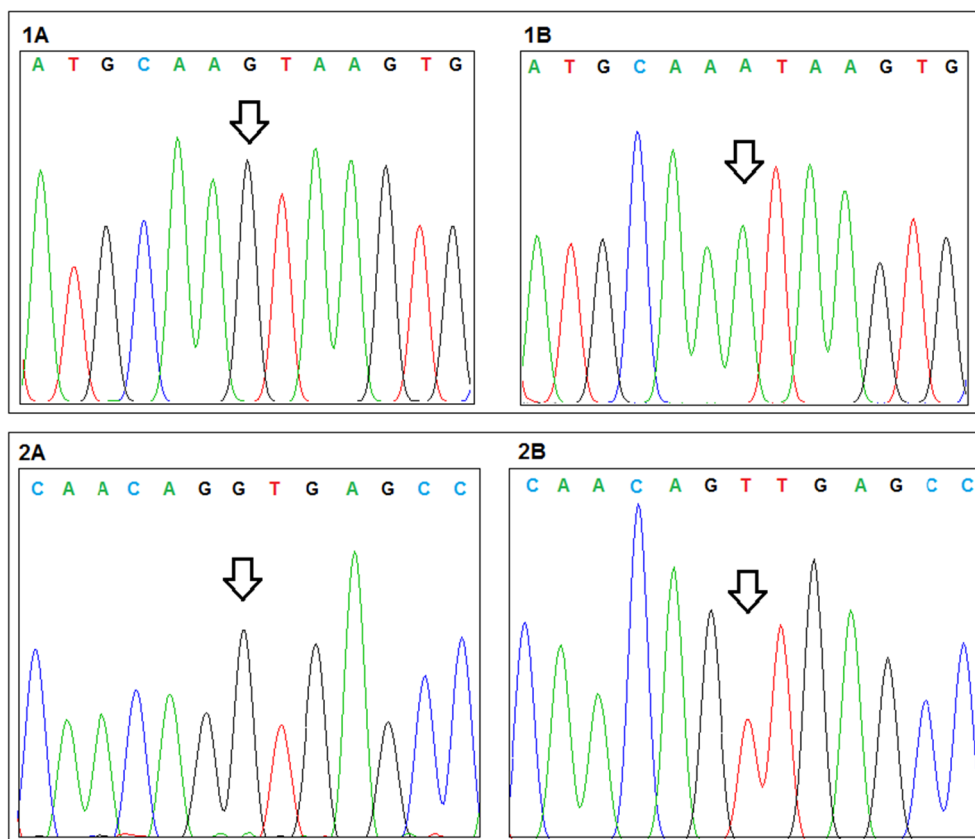 1A
A T G C A A G T A A G T G
1B
A T G C A A A T A A G T G
2A
C A A C A G G T G A G C C
2B
C A A C A G T T G A G C C